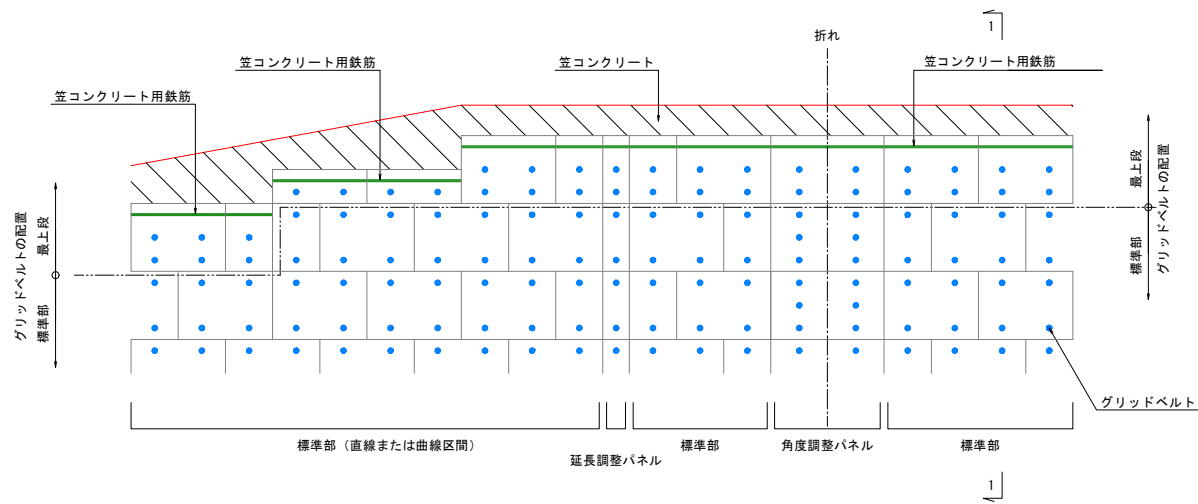 1
折れ
笠コンクリート用鉄筋
笠コンクリート
笠コンクリート用鉄筋
笠コンクリート用鉄筋
グリッドベルトの配置
最上段
標準部
最上段
標準部
グリッドベルトの配置
グリッドベルト
標準部（直線または曲線区間）
延長調整パネル
標準部
角度調整パネル
標準部
1